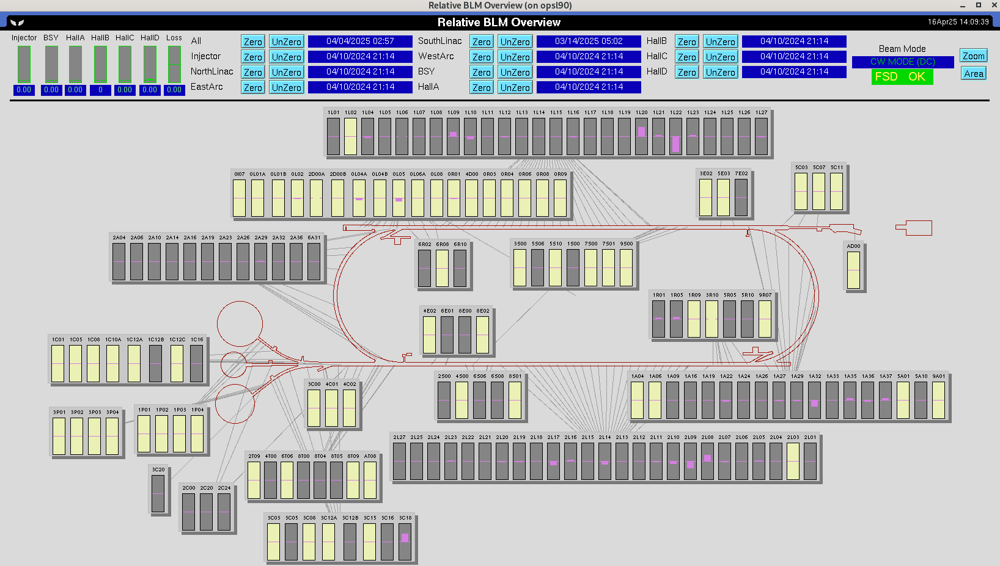 Relative BLM Overview (on opsl90)
Relative BLM Overview
16Apr25 14:09:39
Injector BSY HallA HallB HallC HallD Loss
0.00 0.00 0.00 0 0.00 0.00 0.00
All Zero UnZero 04/04/2025 02:57
Injector Zero UnZero 04/10/2024 21:14
NorthLinac Zero UnZero 04/10/2024 21:14
EastArc Zero UnZero 04/10/2024 21:14
SouthLinac Zero UnZero 03/14/2025 05:02
WestArc Zero UnZero 04/10/2024 21:14
BSY Zero UnZero 04/10/2024 21:14
HallA Zero UnZero 04/10/2024 21:14
HallB Zero UnZero 04/10/2024 21:14
HallC Zero UnZero 04/10/2024 21:14
HallD Zero UnZero 04/10/2024 21:14
Beam Mode
CW MODE (DC)
FSD OK
Zoom
Area
1L01 1L02 1L04 1L05 1L06 1L07 1L08 1L09 1L10 1L11 1L12 1L13 1L14 1L15 1L16 1L17 1L18 1L19 1L20 1L21 1L22 1L23 1L24 1L25 1L26 1L27
0I07 0L01A 0L01B 0L02 2D00A 2D00B 0L04A 0L04B 0L05 0L06A 0L08 0R01 4D00 0R03 0R04 0R06 0R08 0R09
3E02 5E03 7E02
5C03 5C07 5C11
2A04 2A06 2A10 2A14 2A16 2A19 2A23 2A26 2A29 2A32 2A36 6A31
6R02 6R08 6R10
3S00 5S06 5S10 1S00 7S00 7S01 9S00
AD00
1R01 1R05 1R09 3R10 5R05 5R10 9R07
4E02 6E01 8E00 8E02
1C01 1C05 1C08 1C10A 1C12A 1C12B 1C12C 1C16
2S00 4S00 6S06 6S08 8S01
1A04 1A06 1A09 1A16 1A19 1A22 1A24 1A27 1A29 1A32 1A33 1A35 1A36 1A37 5A01 5A10 9A01
3C00 4C01 4C02
3P01 3P02 3P03 3P04
1P01 1P02 1P03 1P04
2L27 2L25 2L24 2L23 2L22 2L21 2L20 2L19 2L18 2L17 2L16 2L15 2L14 2L13 2L12 2L11 2L10 2L09 2L08 2L07 2L06 2L05 2L04 2L03 2L01
2T09 4T00 6T06 8T00 8T04 8T05 8T09 AT08
3C20
2C00 2C20 2C24
3C03 3C05 3C08 3C12A 3C12B 3C15 3C16 3C18